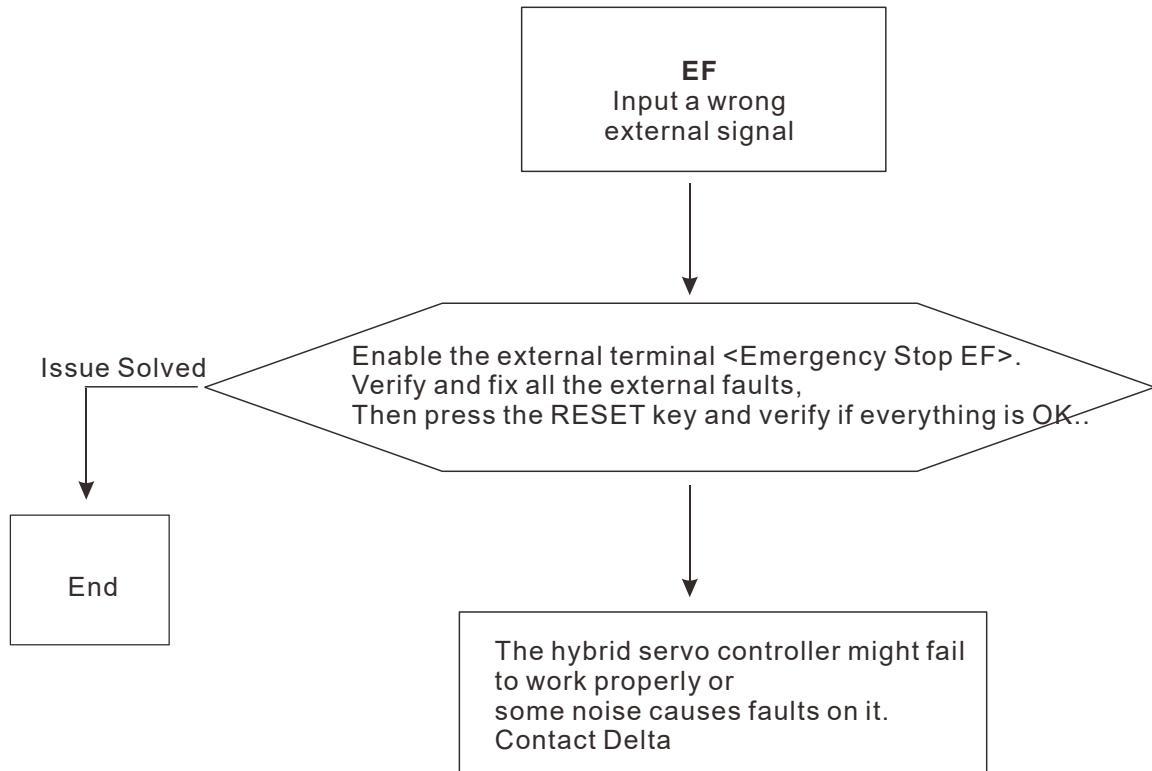 EF
Input a wrong
external signal
Issue Solved
Enable the external terminal <Emergency Stop EF>.
Verify and fix all the external faults,
Then press the RESET key and verify if everything is OK..
End
The hybrid servo controller might fail
to work properly or
some noise causes faults on it.
Contact Delta